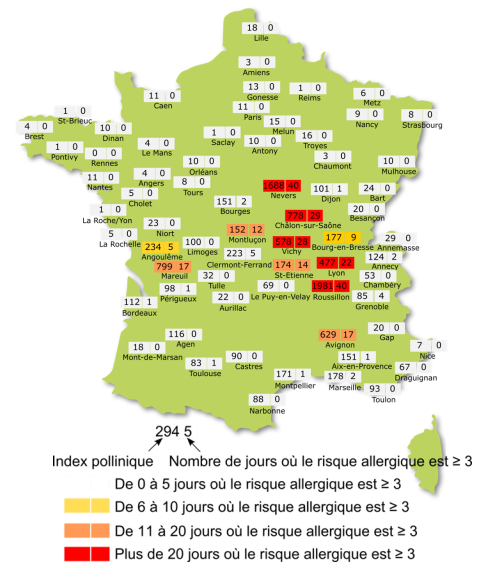 18 0
Lille
3 0
Amiens
13 0
Gonesse
1 0
Reims
11 0
Caen
6 0
Metz
11 0
Paris
9 0
Nancy
8 0
Strasbourg
1 0
St-Brieuc
4 0
Brest
10 0
Dinan
15 0
Melun
1 0
Saclay
16 0
Troyes
10 0
Antony
1 0
Pontivy
0 0
Rennes
4 0
Le Mans
3 0
Chaumont
10 0
Mulhouse
10 0
Orléans
11 0
Nantes
4 0
Angers
8 0
Tours
1688 40
Nevers
101 1
Dijon
24 0
Bart
5 0
Cholet
151 2
Bourges
1 0
La Roche/Yon
778 29
Châlon-sur-Saône
20 0
Besançon
23 0
Niort
152 12
Montluçon
5 0
La Rochelle
234 5
Angoulême
100 0
Limoges
578 28
Vichy
177 9
Bourg-en-Bresse
29 0
Annemasse
223 5
Clermont-Ferrand
124 2
Annecy
799 17
Mareuil
174 14
St-Etienne
477 22
Lyon
32 0
Tulle
53 0
Chambéry
98 1
Périgueux
69 0
Le Puy-en-Velay
1981 40
Roussillon
85 4
Grenoble
112 1
Bordeaux
22 0
Aurillac
20 0
Gap
116 0
Agen
629 17
Avignon
18 0
Mont-de-Marsan
7 0
Nice
83 1
Toulouse
90 0
Castres
151 1
Aix-en-Provence
67 0
Draguignan
171 1
Montpellier
178 2
Marseille
93 0
Toulon
88 0
Narbonne
294 5
Index pollinique Nombre de jours où le risque allergique est ≥ 3
De 0 à 5 jours où le risque allergique est ≥ 3
De 6 à 10 jours où le risque allergique est ≥ 3
De 11 à 20 jours où le risque allergique est ≥ 3
Plus de 20 jours où le risque allergique est ≥ 3